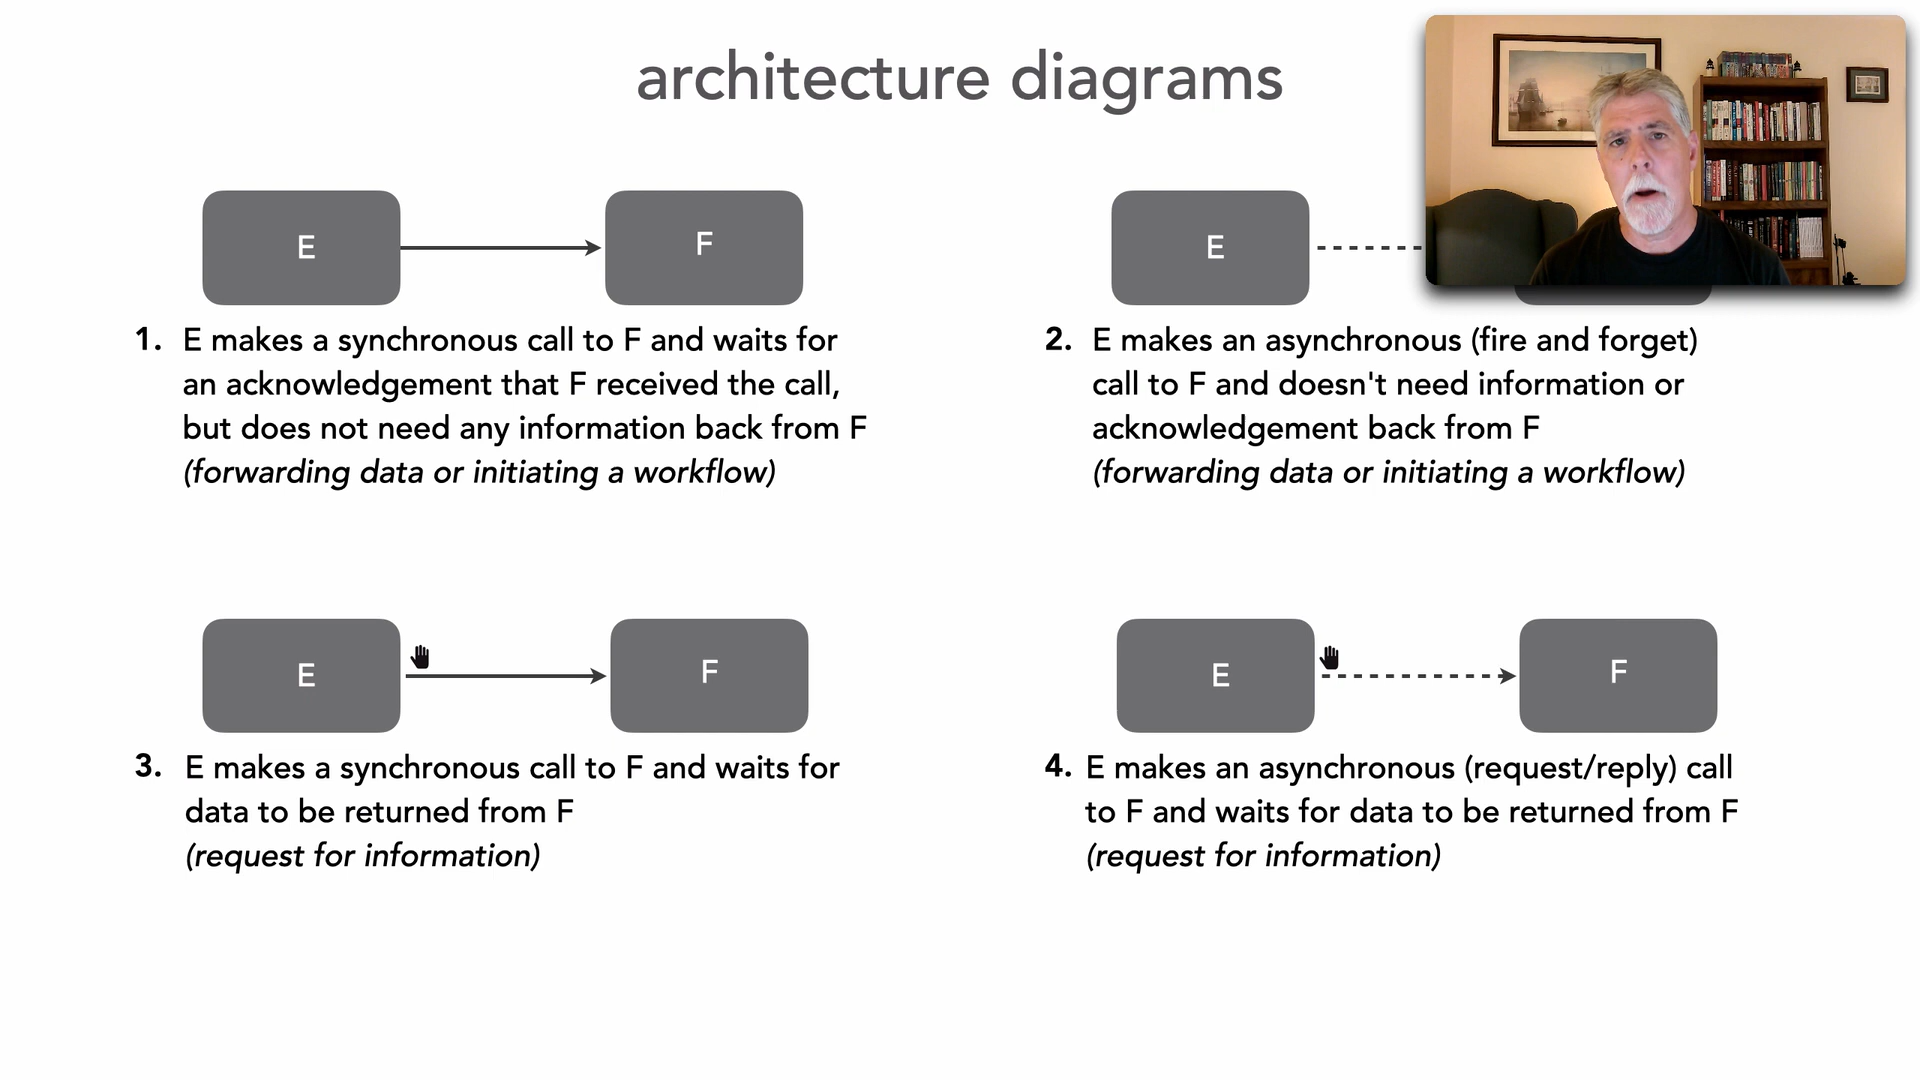 architecture diagrams
E
F
E
1. E makes a synchronous call to F and waits for
an acknowledgement that F received the call,
but does not need any information back from F
(forwarding data or initiating a workflow)
2. E makes an asynchronous (fire and forget)
call to F and doesn't need information or
acknowledgement back from F
(forwarding data or initiating a workflow)
E
F
E
F
3. E makes a synchronous call to F and waits for
data to be returned from F
(request for information)
4. E makes an asynchronous (request/reply) call
to F and waits for data to be returned from F
(request for information)